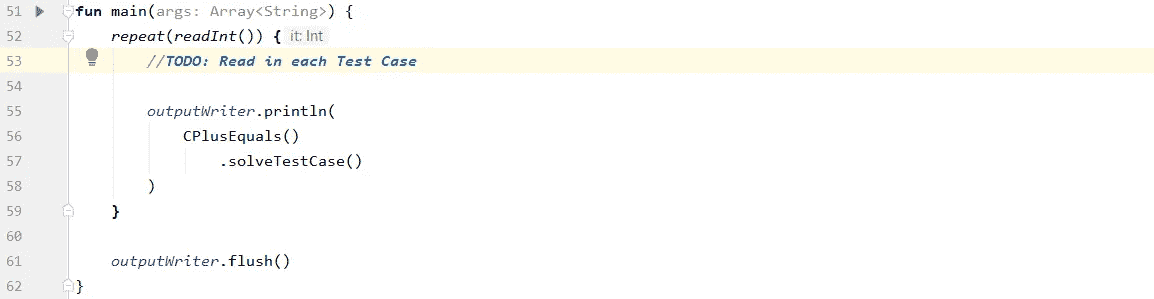 51 fun main(args: Array<String>) {
52     repeat(readInt()) { it: Int
53         //TODO: Read in each Test Case
54
55         outputWriter.println(
56             CPlusEquals()
57                 .solveTestCase()
58         )
59     }
60
61     outputWriter.flush()
62 }